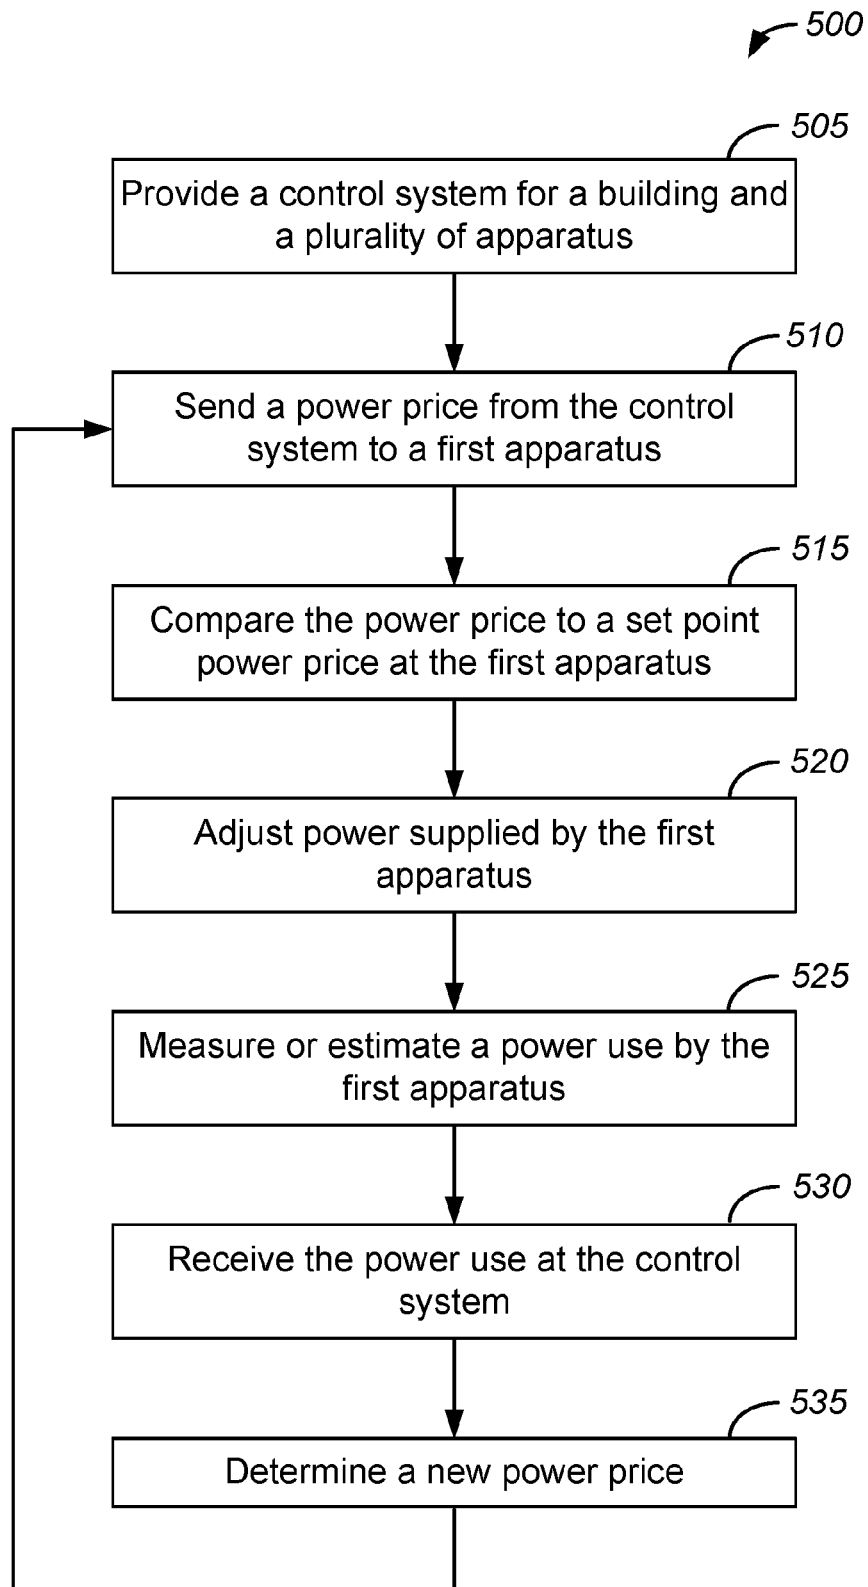 500
505
Provide a control system for a building and
a plurality of apparatus
510
Send a power price from the control
system to a first apparatus
515
Compare the power price to a set point
power price at the first apparatus
520
Adjust power supplied by the first
apparatus
525
Measure or estimate a power use by the
first apparatus
530
Receive the power use at the control
system
535
Determine a new power price